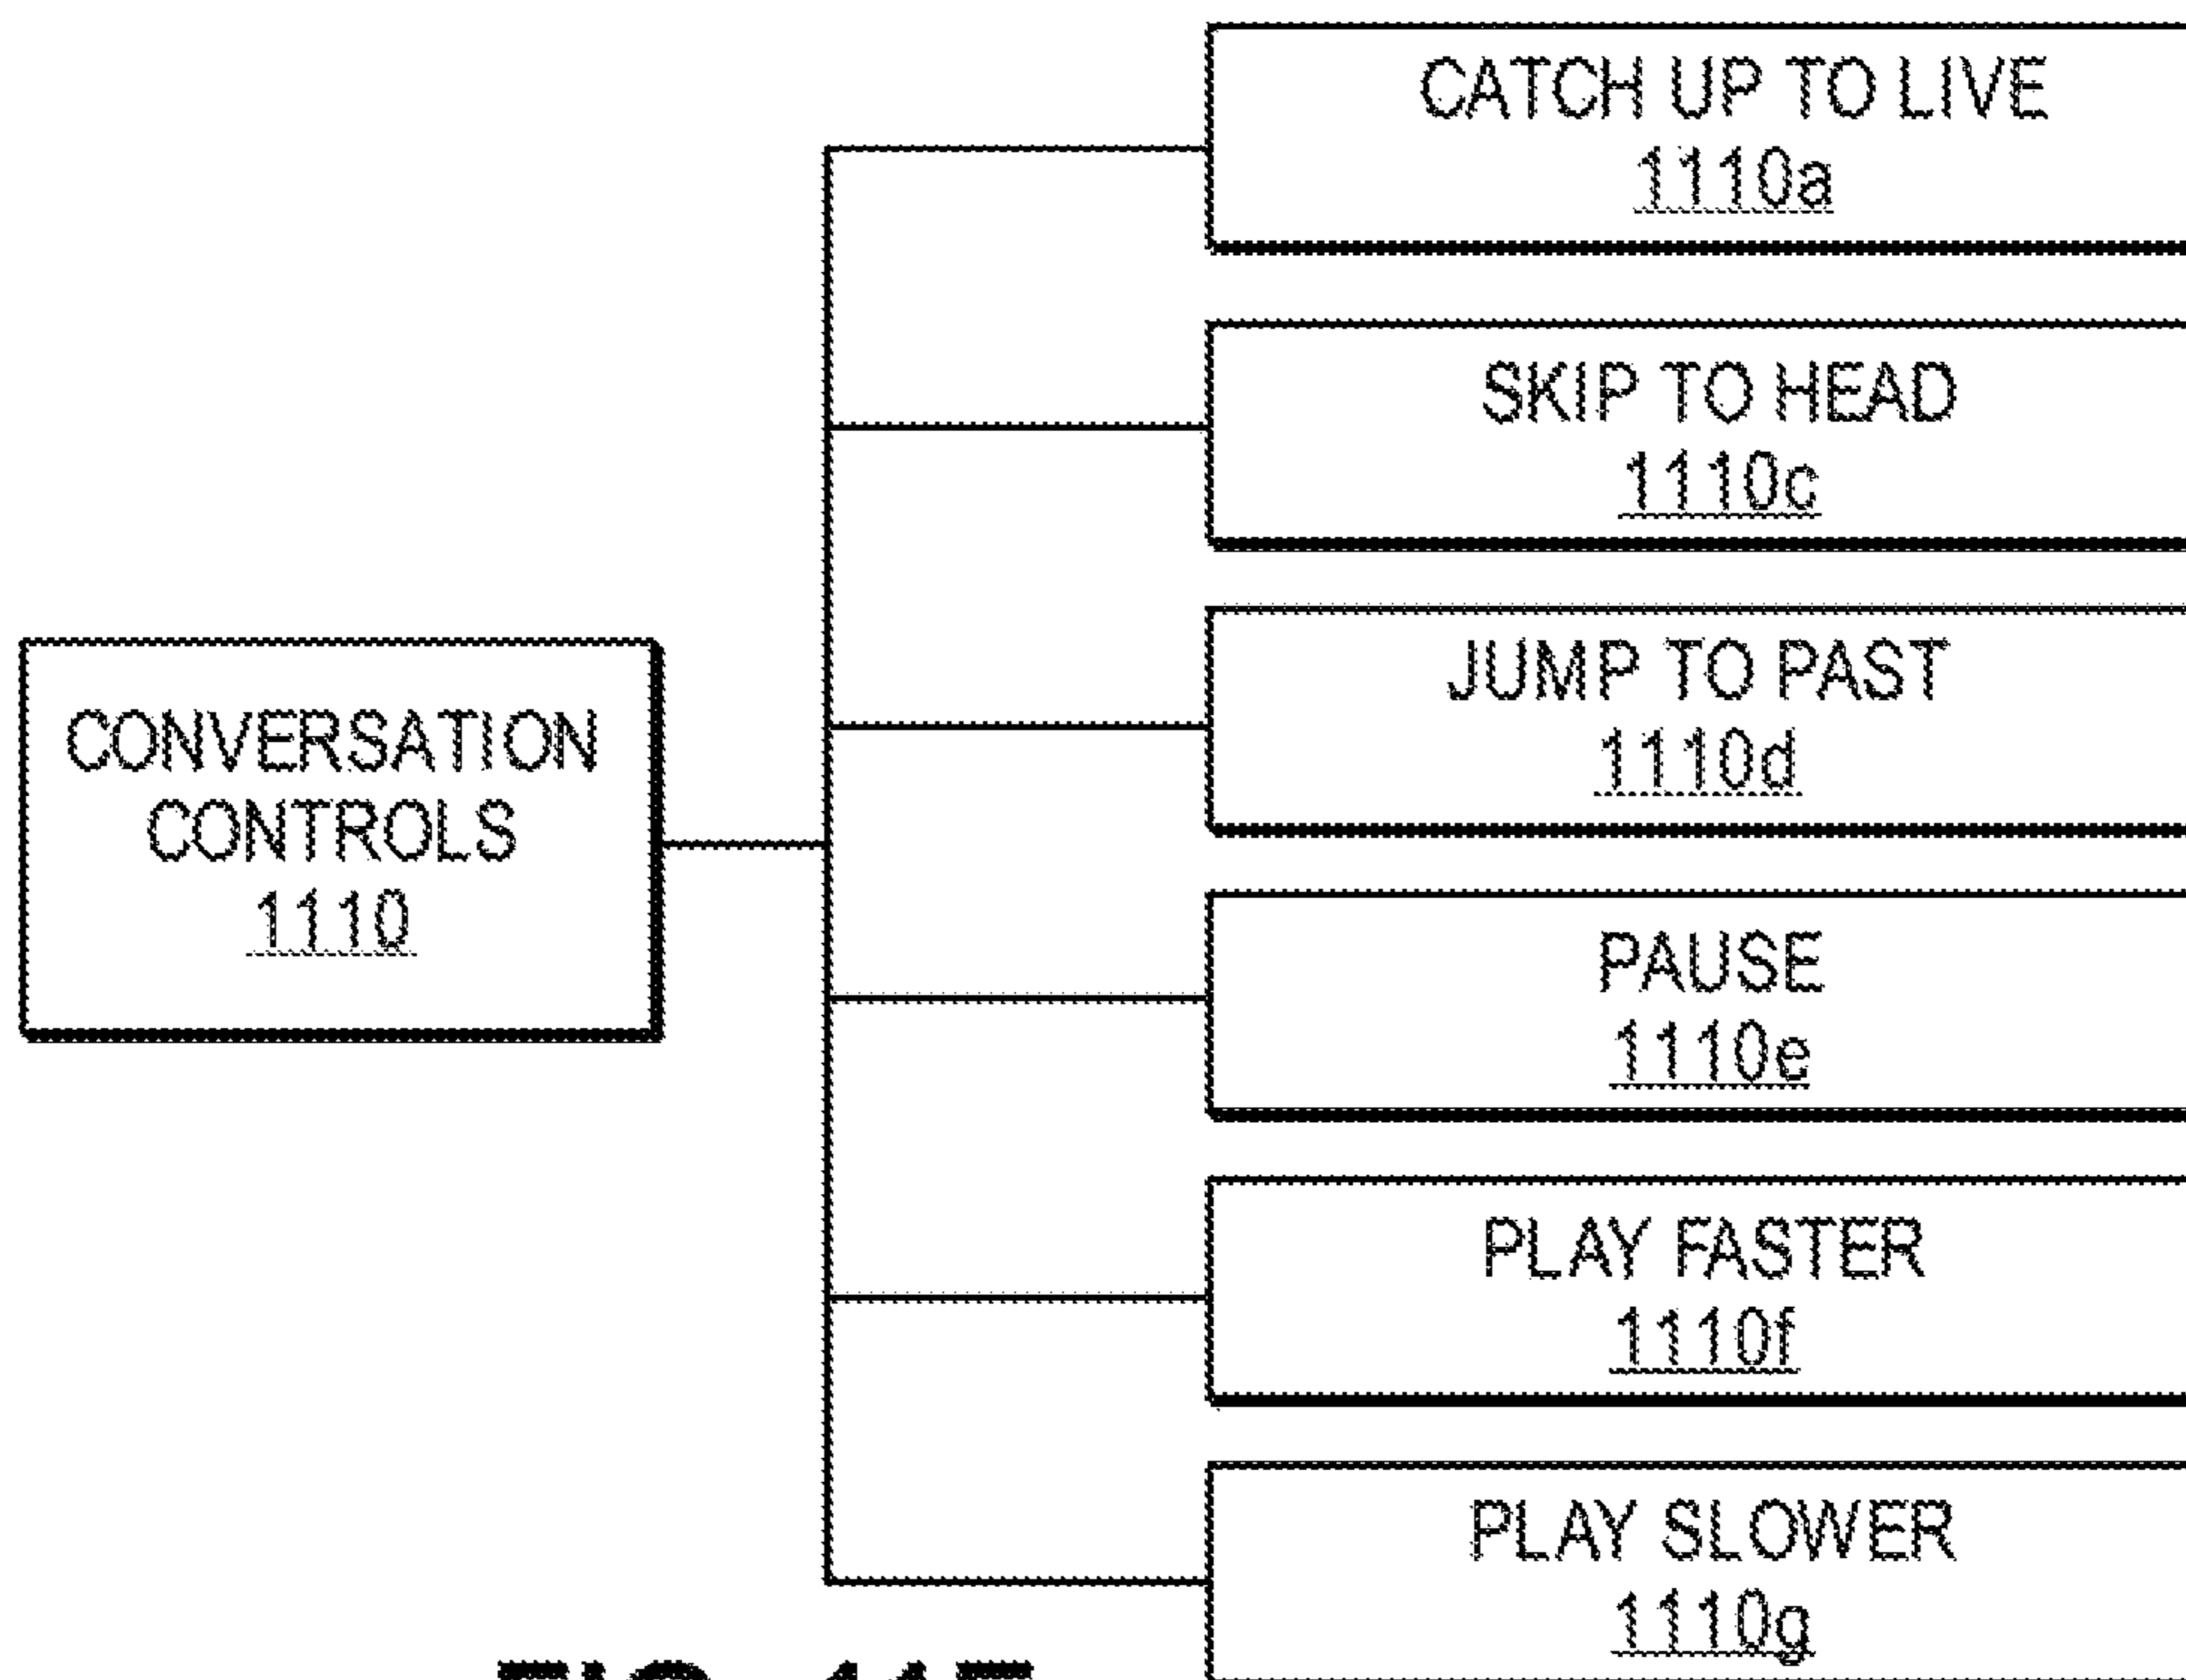 CATCH UP TO LIVE
1110a
SKIP TO HEAD
1110c
JUMP TO PAST
1110d
CONVERSATION
CONTROLS
1110
PAUSE
1110e
PLAY FASTER
1110f
PLAY SLOWER
1110g